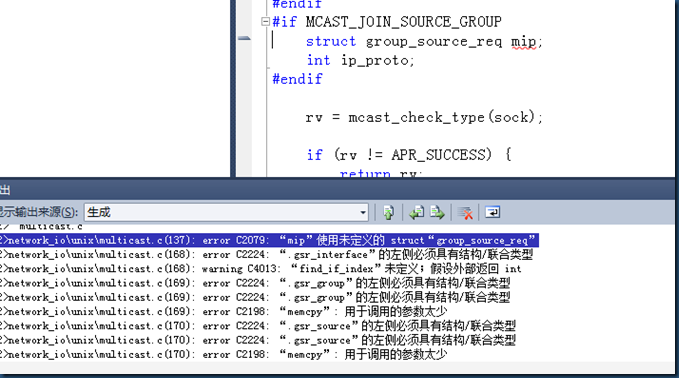 #endif
#if MCAST_JOIN_SOURCE_GROUP
struct group_source_req mip;
int ip_proto;
#endif
rv = mcast_check_type(sock);
if (rv != APR_SUCCESS) {
return rv;
出
显示输出来源(S): 生成
multicast.c
2>network_io\unix\multicast.c(137): error C2079: “mip”使用未定义的 struct“group_source_req”
2>network_io\unix\multicast.c(168): error C2224: “.gsr_interface”的左侧必须具有结构/联合类型
2>network_io\unix\multicast.c(168): warning C4013: “find_if_index”未定义；假设外部返回 int
2>network_io\unix\multicast.c(169): error C2224: “.gsr_group”的左侧必须具有结构/联合类型
2>network_io\unix\multicast.c(169): error C2224: “.gsr_group”的左侧必须具有结构/联合类型
2>network_io\unix\multicast.c(169): error C2198: “memcpy”: 用于调用的参数太少
2>network_io\unix\multicast.c(170): error C2224: “.gsr_source”的左侧必须具有结构/联合类型
2>network_io\unix\multicast.c(170): error C2224: “.gsr_source”的左侧必须具有结构/联合类型
2>network_io\unix\multicast.c(170): error C2198: “memcpy”: 用于调用的参数太少